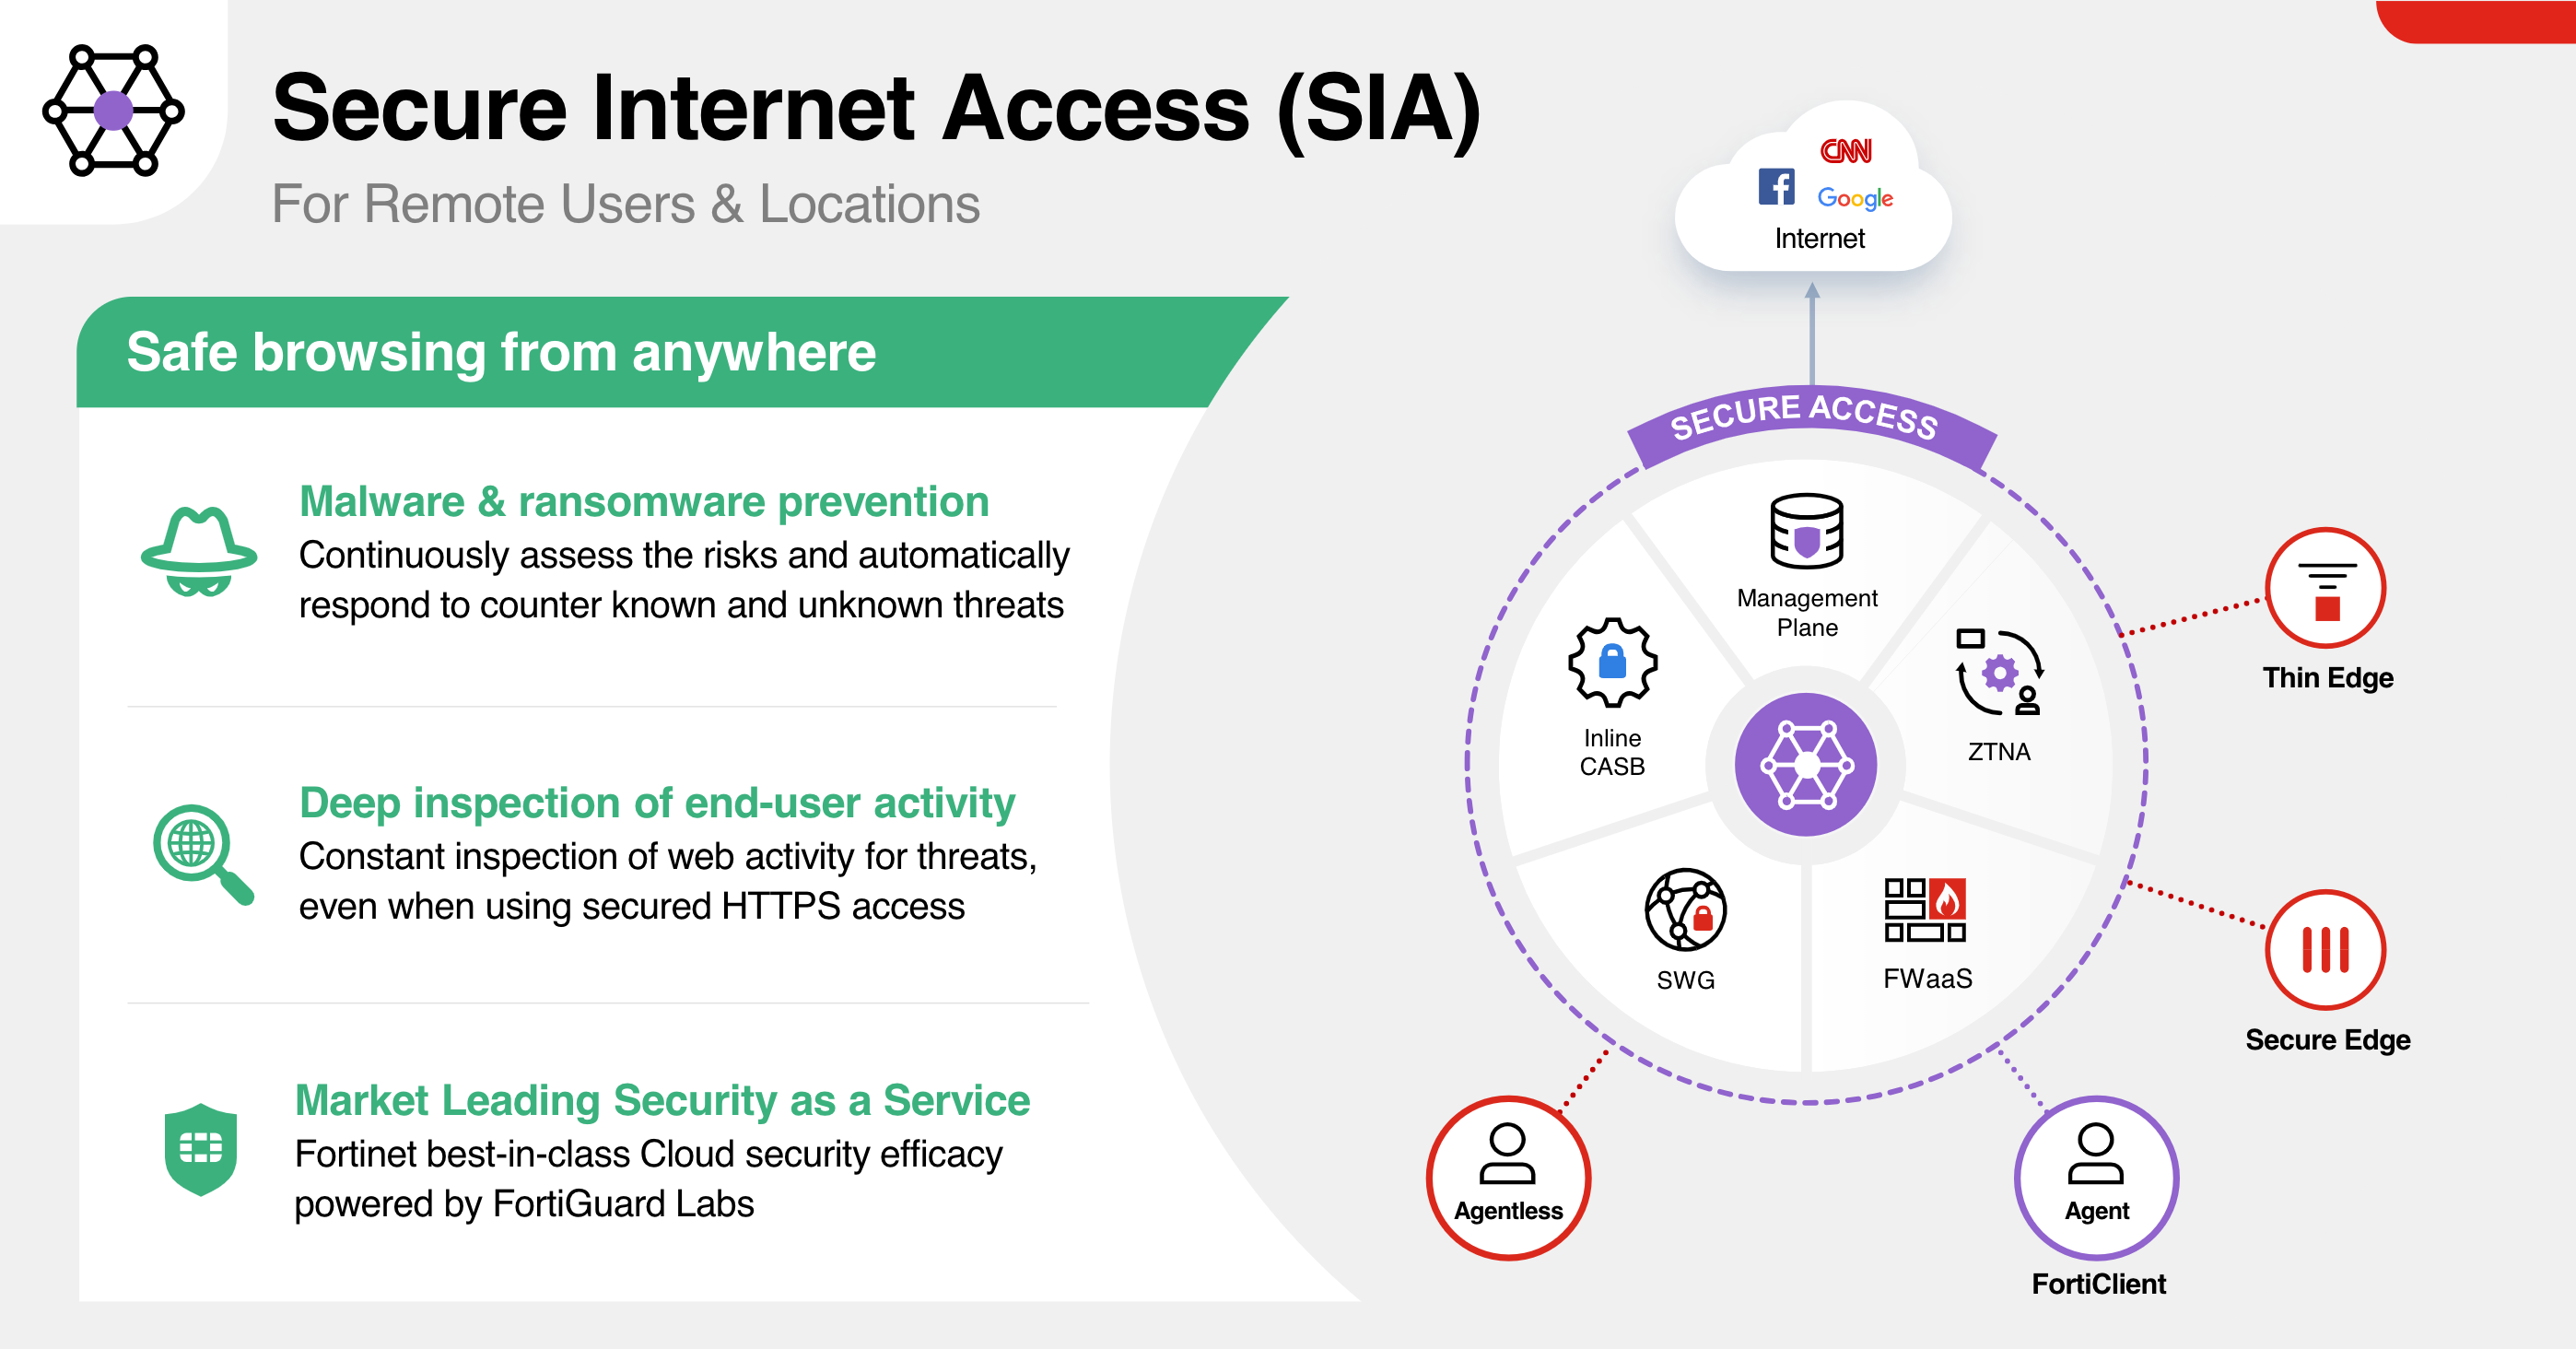 Secure Internet Access (SIA)
For Remote Users & Locations
Safe browsing from anywhere
Malware & ransomware prevention
Continuously assess the risks and automatically
respond to counter known and unknown threats
Deep inspection of end-user activity
Constant inspection of web activity for threats,
even when using secured HTTPS access
Market Leading Security as a Service
Fortinet best-in-class Cloud security efficacy
powered by FortiGuard Labs
CNN
f
Google
Internet
SECURE ACCESS
Management
Plane
Inline
CASB
ZTNA
SWG
FWaaS
Thin Edge
Secure Edge
Agentless
Agent
FortiClient